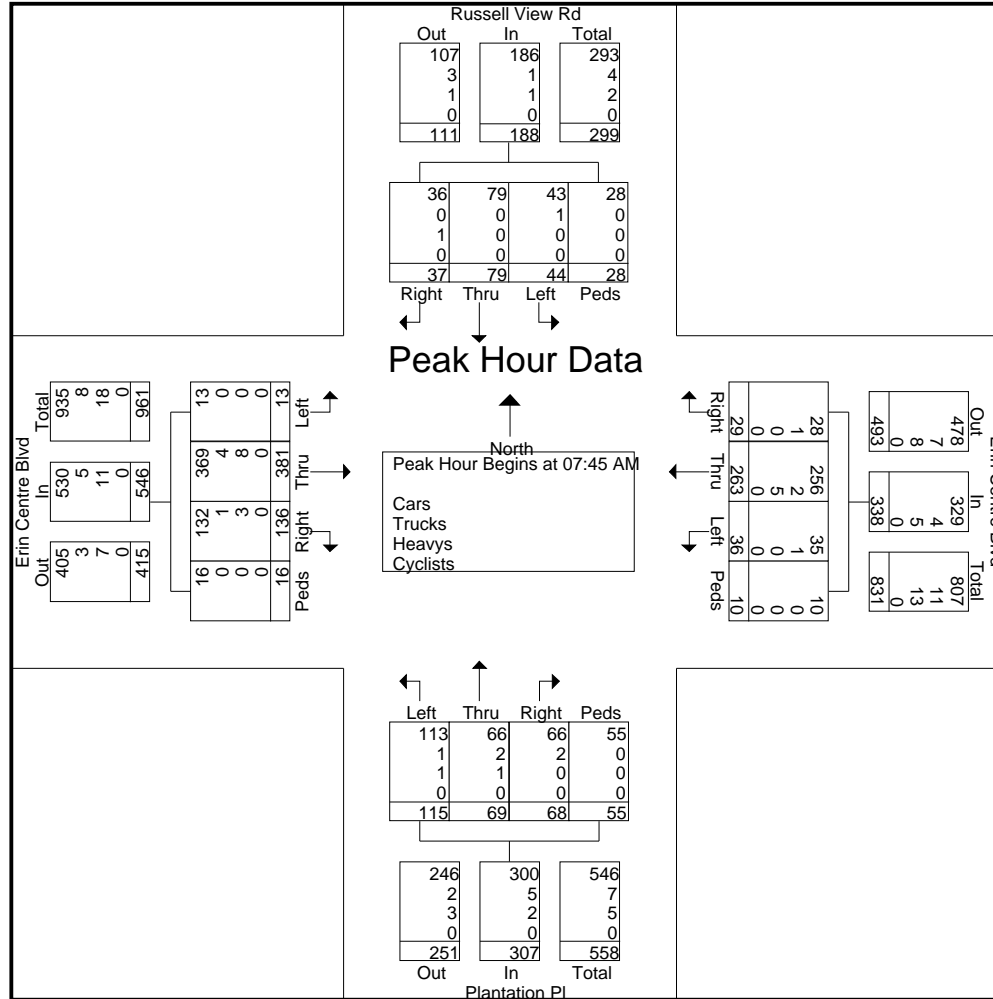 Russell View Rd
Out In Total
107 186 293
3 1 4
1 1 2
0 0 0
111 188 299
36 79 43 28
0 0 1 0
1 0 0 0
0 0 0 0
37 79 44 28
Right Thru Left Peds
Peak Hour Data
North
Peak Hour Begins at 07:45 AM
Cars
Trucks
Heavys
Cyclists
Erin Centre Blvd
Out In Total
405 530 935
3 5 8
7 11 18
0 0 0
415 546 961
16 132 369 13
0 1 4 0
0 3 8 0
0 0 0 0
16 136 381 13
Peds Right Thru Left
Out In Total
478 329 807
7 4 11
8 5 13
0 0 0
493 338 831
28 256 35 10
1 2 1 0
0 5 0 0
0 0 0 0
29 263 36 10
Right Thru Left Peds
Left Thru Right Peds
113 66 66 55
1 2 2 0
1 1 0 0
0 0 0 0
115 69 68 55
246 300 546
2 5 7
3 2 5
0 0 0
251 307 558
Out In Total
Plantation Pl